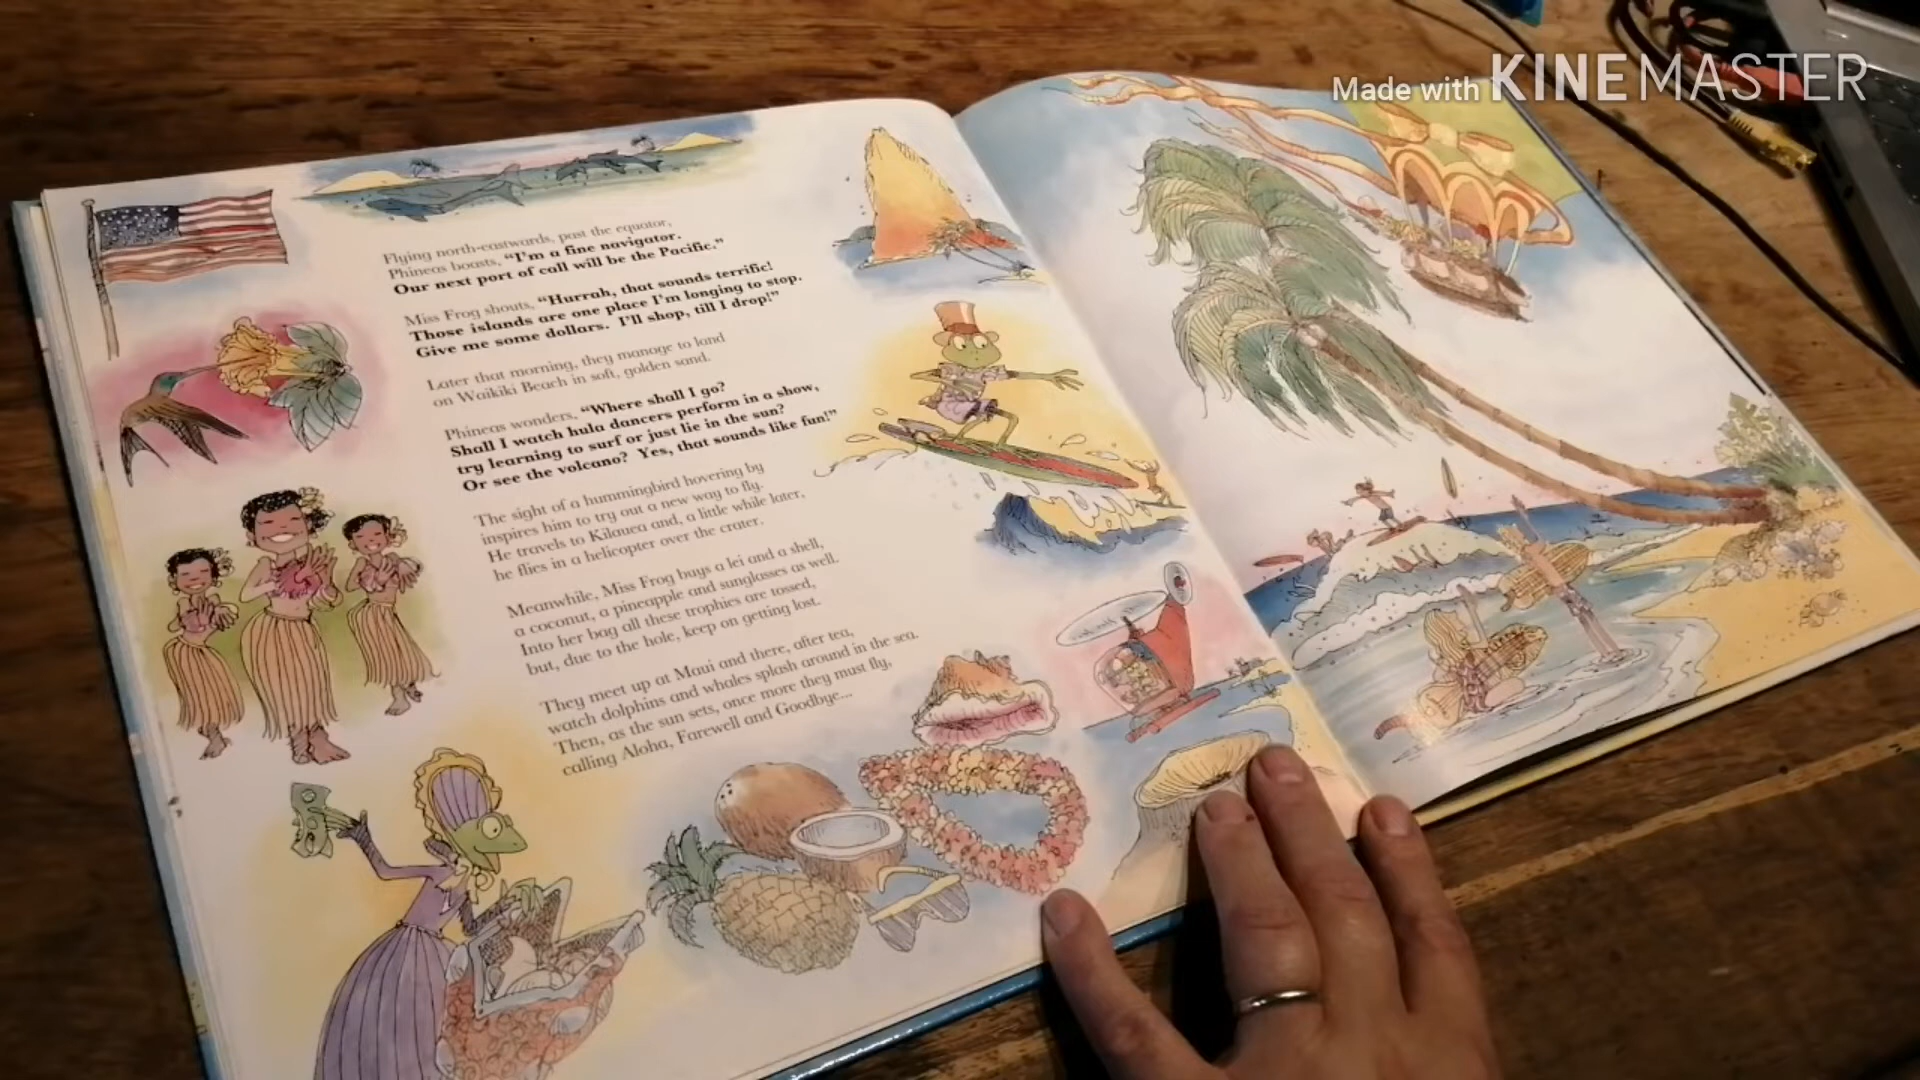 Made with KINEMASTER
Flying north-eastwards, past the equator,
Phineas boasts, “I’m a fine navigator.
Our next port of call will be the Pacific.”
Miss Frog shouts, “Hurrah, that sounds terrific!
Those islands are one place I’m longing to stop.
Give me some dollars. I’ll shop, till I drop!”
Later that morning, they manage to land
on Waikiki Beach in soft, golden sand.
Phineas wonders, “Where shall I go?
Shall I watch hula dancers perform in a show,
try learning to surf or just lie in the sun?
Or see the volcano? Yes, that sounds like fun!”
The sight of a hummingbird hovering by
inspires him to try out a new way to fly.
He travels to Kilauea and, a little while later,
he flies in a helicopter over the crater.
Meanwhile, Miss Frog buys a lei and a shell,
a coconut, a pineapple and sunglasses as well.
Into her bag all these trophies are tossed,
but, due to the hole, keep on getting lost.
They meet up at Maui and there, after tea,
watch dolphins and whales splash around in the sea.
Then, as the sun sets, once more they must fly,
calling Aloha, Farewell and Goodbye...